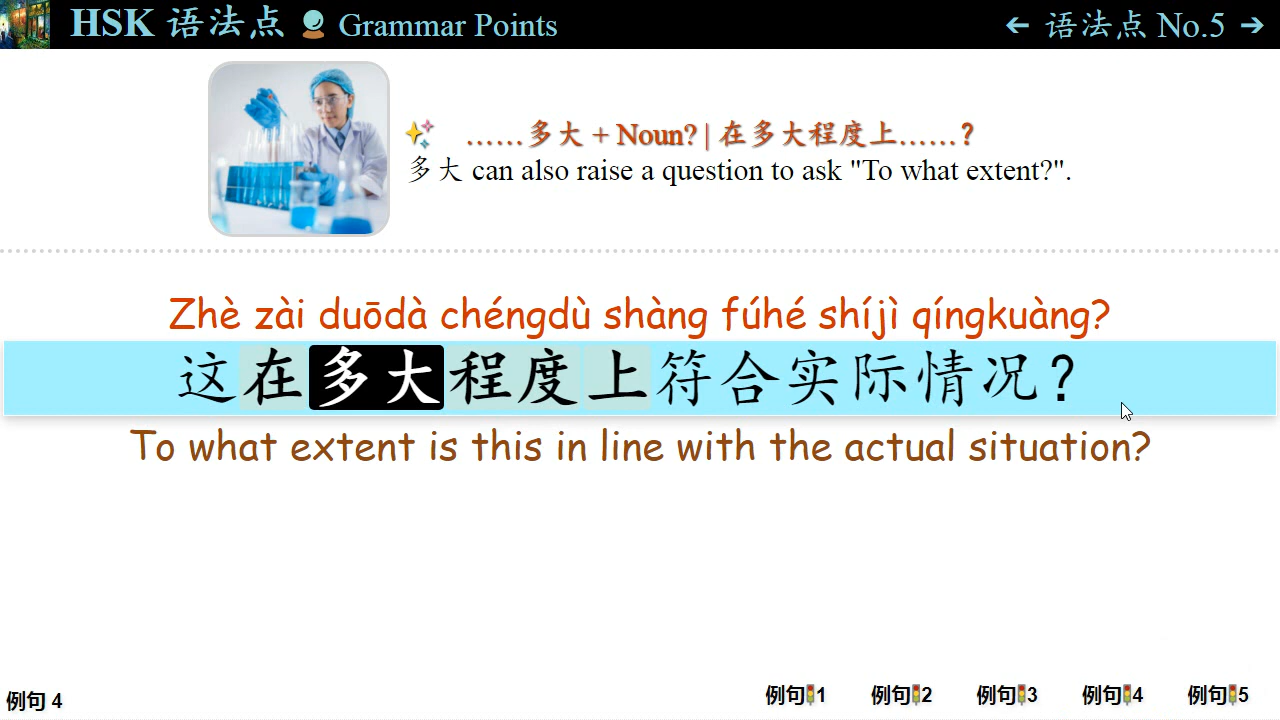 HSK 语法点 Grammar Points
← 语法点 No.5 →
……多大 + Noun? | 在多大程度上……？
多大 can also raise a question to ask "To what extent?".
Zhè zài duōdà chéngdù shàng fúhé shíjì qíngkuàng?
这在多大程度上符合实际情况？
To what extent is this in line with the actual situation?
例句 4
例句🚦1 例句🚦2 例句🚦3 例句🚦4 例句🚦5